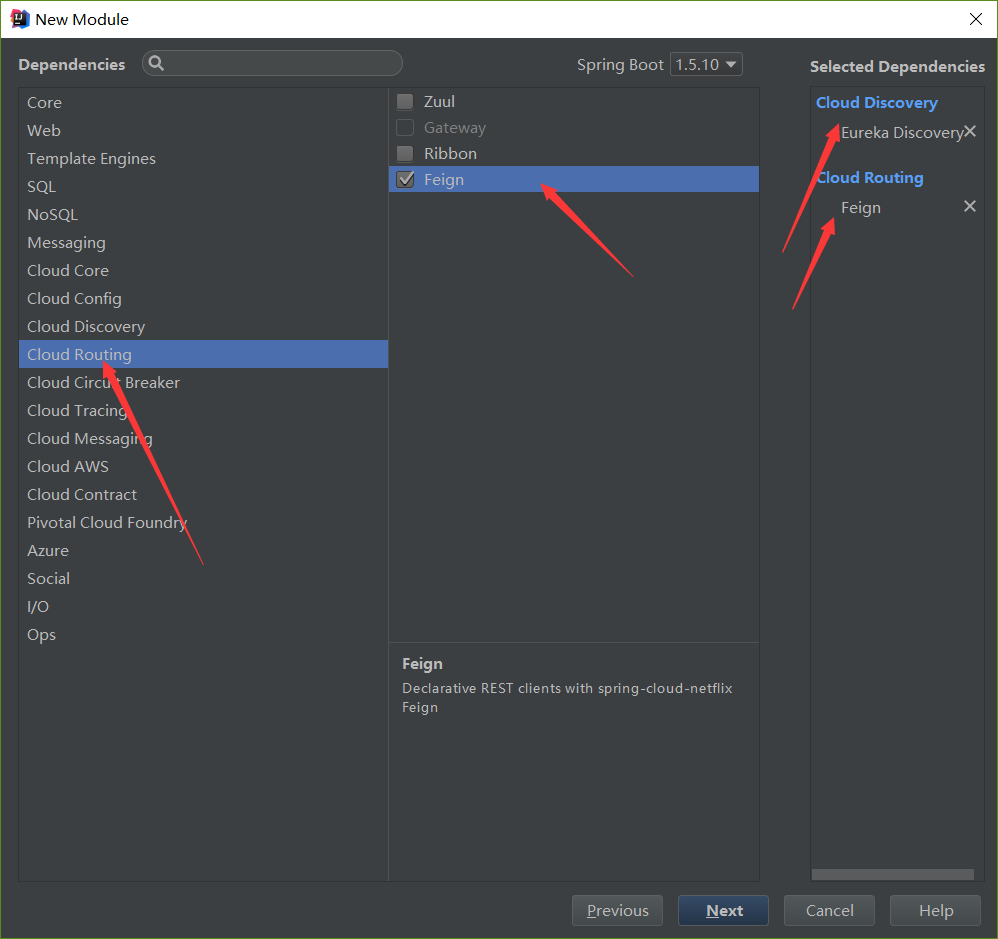 New Module
Dependencies
Spring Boot 1.5.10
Selected Dependencies
Core
Web
Template Engines
SQL
NoSQL
Messaging
Cloud Core
Cloud Config
Cloud Discovery
Cloud Routing
Cloud Circuit Breaker
Cloud Tracing
Cloud Messaging
Cloud AWS
Cloud Contract
Pivotal Cloud Foundry
Azure
Social
I/O
Ops
Zuul
Gateway
Ribbon
Feign
Feign
Declarative REST clients with spring-cloud-netflix
Feign
Cloud Discovery
Eureka Discovery
Cloud Routing
Feign
Previous
Next
Cancel
Help